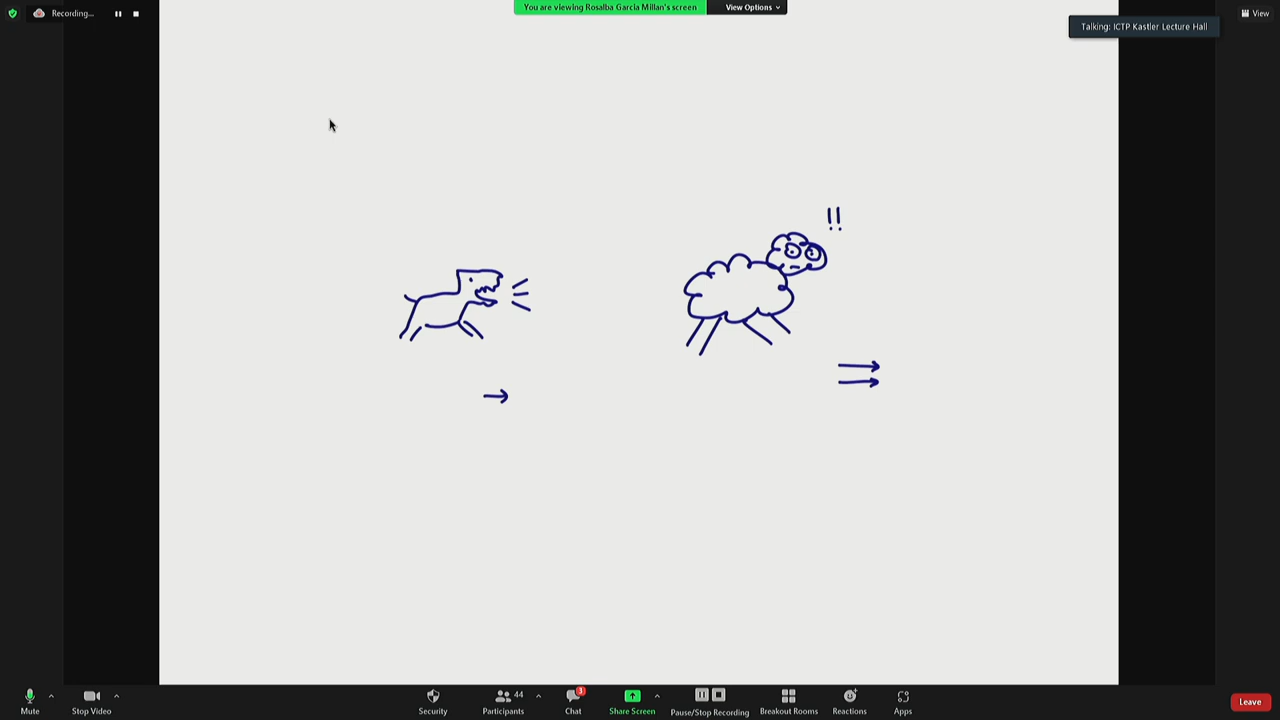 Recording...
You are viewing Rosalba Garcia Millan's screen
View Options
View
Talking: ICTP Kastler Lecture Hall
!!
Mute
Stop Video
Security
Participants
44
Chat
3
Share Screen
Pause/Stop Recording
Breakout Rooms
Reactions
Apps
Leave